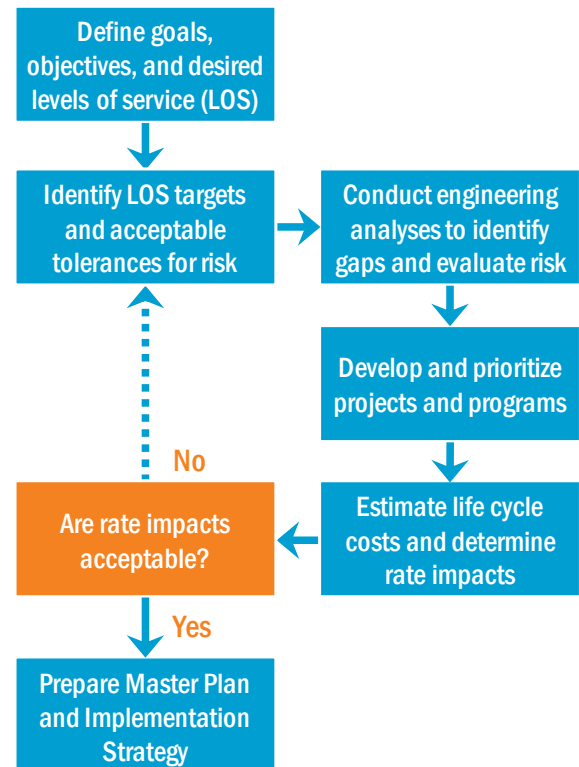 Define goals,
objectives, and desired
levels of service (LOS)
Identify LOS targets
and acceptable
tolerances for risk
Conduct engineering
analyses to identify
gaps and evaluate risk
Develop and prioritize
projects and programs
Estimate life cycle
costs and determine
rate impacts
Are rate impacts
acceptable?
No
Yes
Prepare Master Plan
and Implementation
Strategy